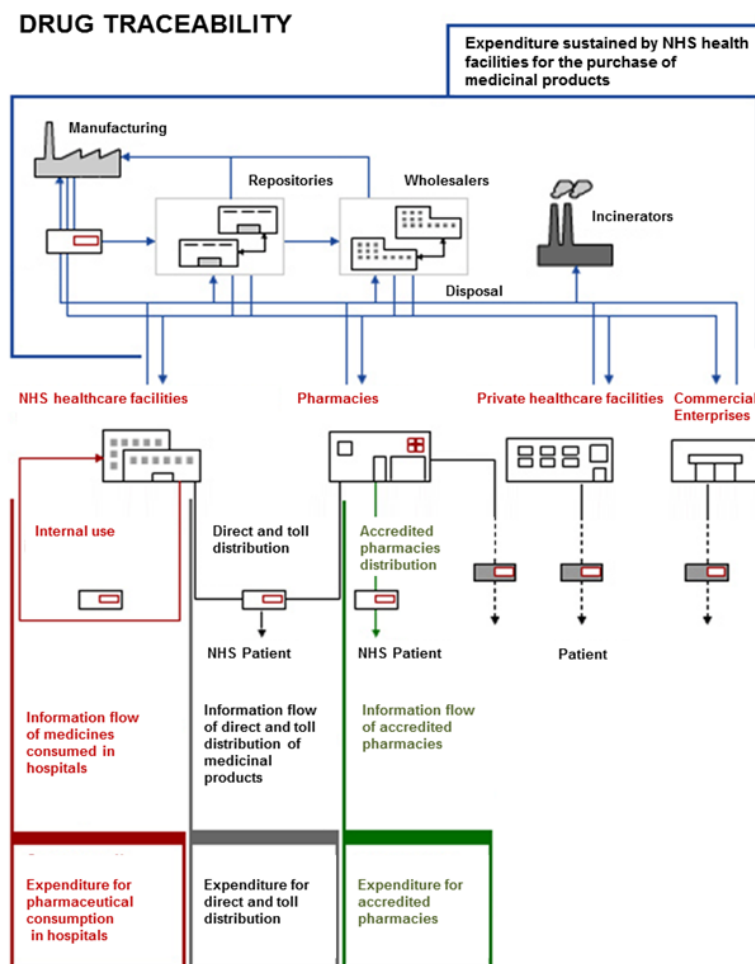 DRUG TRACEABILITY
Expenditure sustained by NHS health
facilities for the purchase of
medicinal products
Manufacturing
Repositories
Wholesalers
Incinerators
Disposal
NHS healthcare facilities
Pharmacies
Private healthcare facilities
Commercial
Enterprises
Internal use
Direct and toll
distribution
Accredited
pharmacies
distribution
NHS Patient
NHS Patient
Patient
Information flow
of medicines
consumed in
hospitals
Information flow
of direct and toll
distribution of
medicinal
products
Information flow
of accredited
pharmacies
Expenditure for
pharmaceutical
consumption
in hospitals
Expenditure for
direct and toll
distribution
Expenditure for
accredited
pharmacies